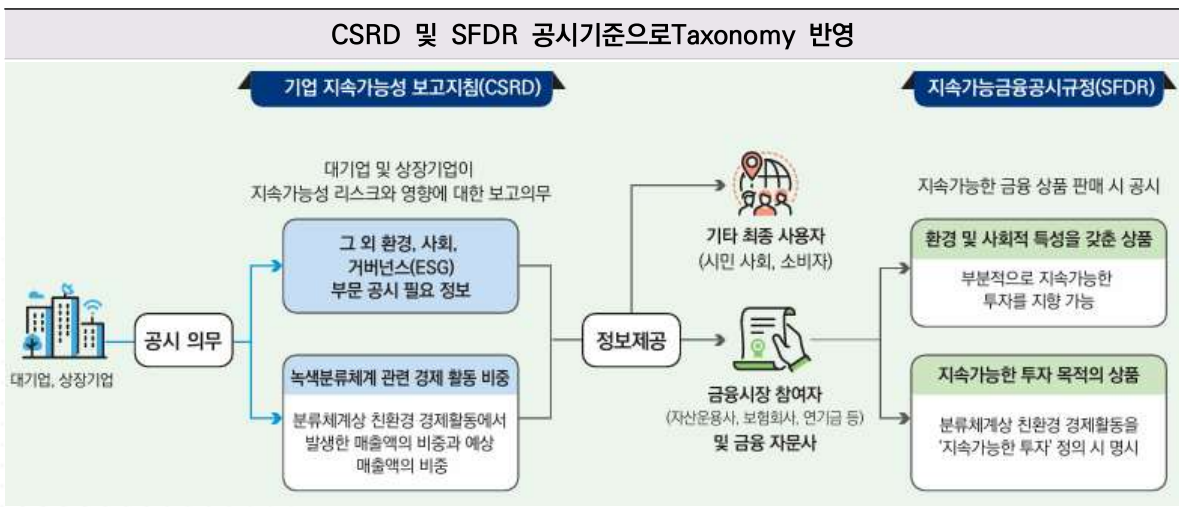 CSRD 및 SFDR 공시기준으로Taxonomy 반영
기업 지속가능성 보고지침(CSRD)
대기업 및 상장기업이
지속가능성 리스크와 영향에 대한 보고의무
그 외 환경, 사회,
거버넌스(ESG)
부문 공시 필요 정보
대기업, 상장기업
공시 의무
녹색분류체계 관련 경제 활동 비중
분류체계상 친환경 경제활동에서
발생한 매출액의 비중과 예상
매출액의 비중
정보제공
기타 최종 사용자
(시민 사회, 소비자)
금융시장 참여자
(자산운용사, 보험회사, 연기금 등)
및 금융 자문사
지속가능금융공시규정(SFDR)
지속가능한 금융 상품 판매 시 공시
환경 및 사회적 특성을 갖춘 상품
부분적으로 지속가능한
투자를 지향 가능
지속가능한 투자 목적의 상품
분류체계상 친환경 경제활동을
'지속가능한 투자' 정의 시 명시